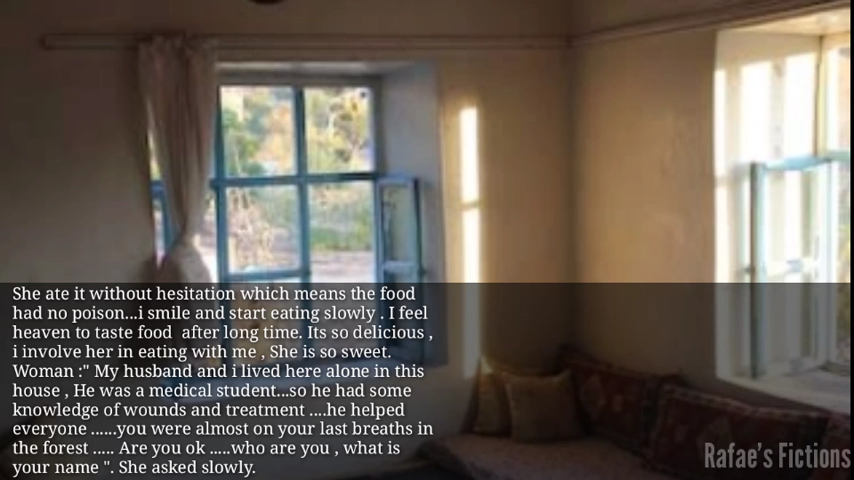 She ate it without hesitation which means the food
had no poison...i smile and start eating slowly . I feel
heaven to taste food  after long time. Its so delicious ,
i involve her in eating with me , She is so sweet.
Woman :" My husband and i lived here alone in this
house , He was a medical student...so he had some
knowledge of wounds and treatment ....he helped
everyone ......you were almost on your last breaths in
the forest ..... Are you ok .....who are you , what is
your name ". She asked slowly.
Rafae's Fictions